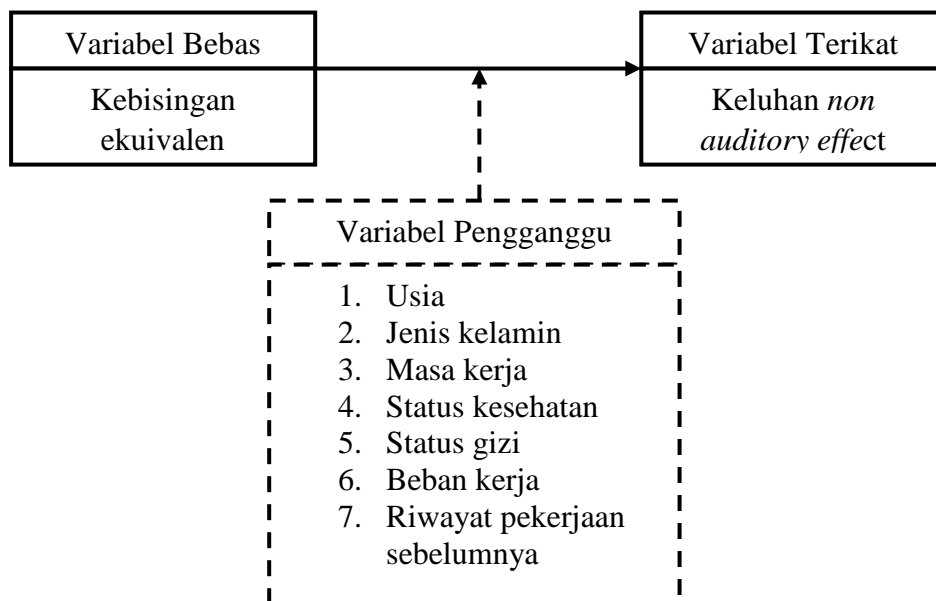 Variabel Bebas
Kebisingan
ekuivalen
Variabel Terikat
Keluhan non
auditory effect
Variabel Pengganggu
1. Usia
2. Jenis kelamin
3. Masa kerja
4. Status kesehatan
5. Status gizi
6. Beban kerja
7. Riwayat pekerjaan
sebelumnya